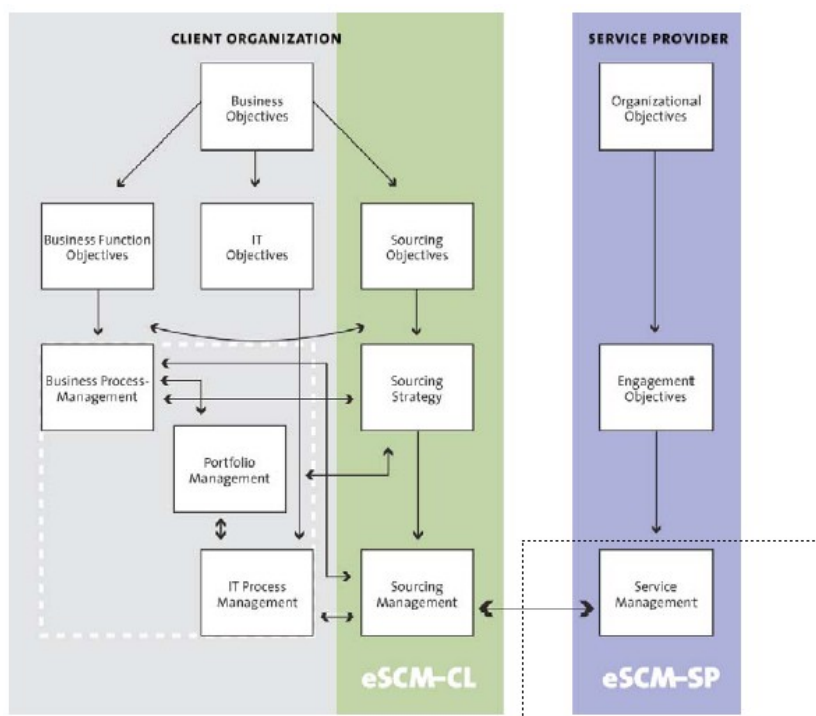 CLIENT ORGANIZATION
SERVICE PROVIDER
Business
Objectives
Organizational
Objectives
Business Function
Objectives
IT
Objectives
Sourcing
Objectives
Business Process-
Management
Sourcing
Strategy
Engagement
Objectives
Portfolio
Management
IT Process
Management
Sourcing
Management
Service
Management
eSCM–CL
eSCM–SP